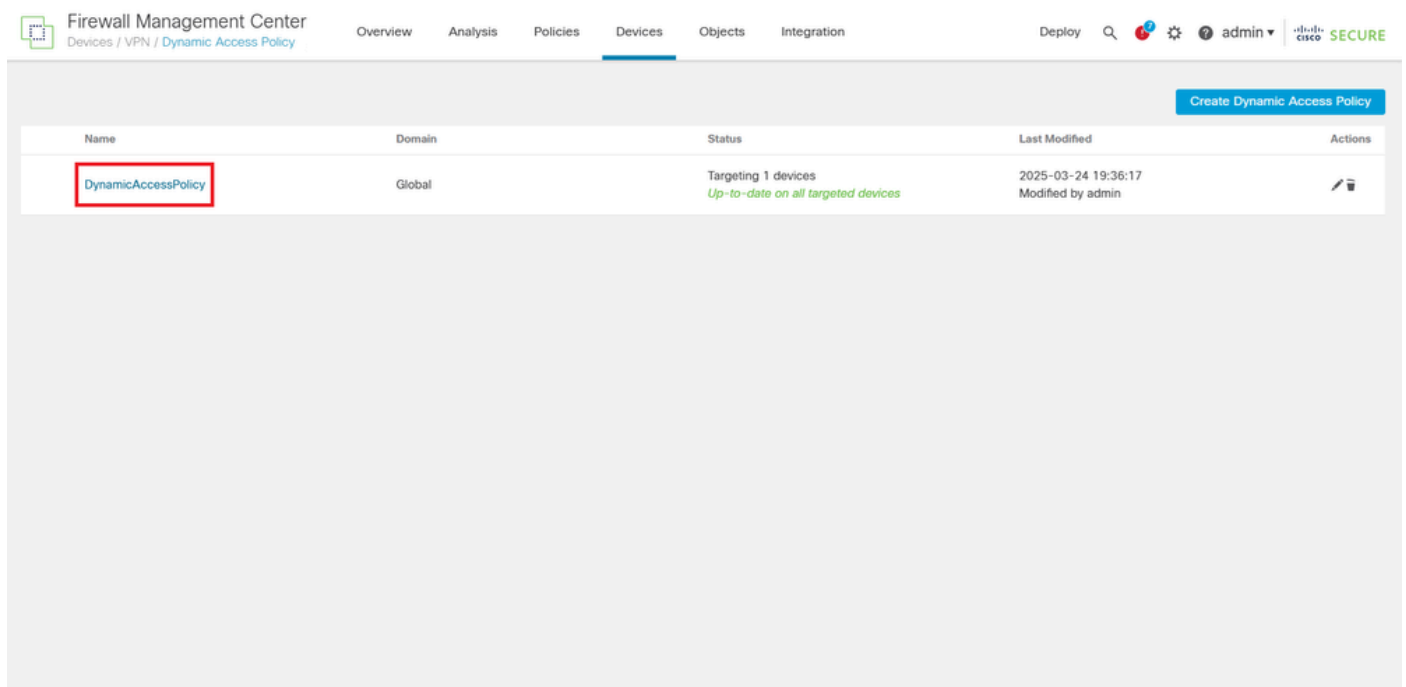 Firewall Management Center
Devices / VPN / Dynamic Access Policy
Overview Analysis Policies Devices Objects Integration Deploy 7 admin cisco SECURE
Create Dynamic Access Policy
Name Domain Status Last Modified Actions
DynamicAccessPolicy Global Targeting 1 devices 2025-03-24 19:36:17
Up-to-date on all targeted devices Modified by admin